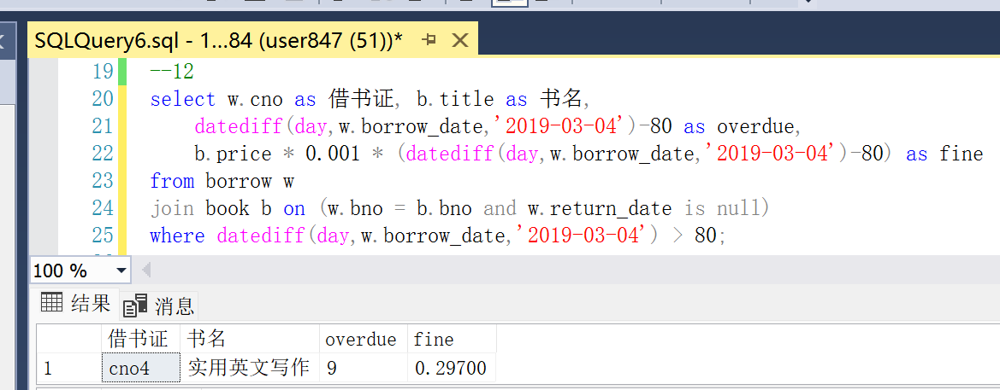 SQLQuery6.sql - 1...84 (user847 (51))*
19 --12
20 select w.cno as 借书证, b.title as 书名,
21 datediff(day,w.borrow_date,'2019-03-04')-80 as overdue,
22 b.price * 0.001 * (datediff(day,w.borrow_date,'2019-03-04')-80) as fine
23 from borrow w
24 join book b on (w.bno = b.bno and w.return_date is null)
25 where datediff(day,w.borrow_date,'2019-03-04') > 80;
100 %
结果 消息
借书证 书名 overdue fine
1 cno4 实用英文写作 9 0.29700